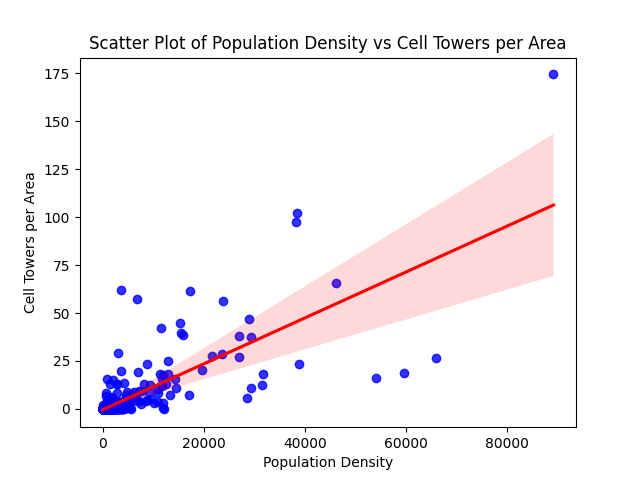 Scatter Plot of Population Density vs Cell Towers per Area
175
150
125
100
75
50
25
0
Cell Towers per Area
0 20000 40000 60000 80000
Population Density